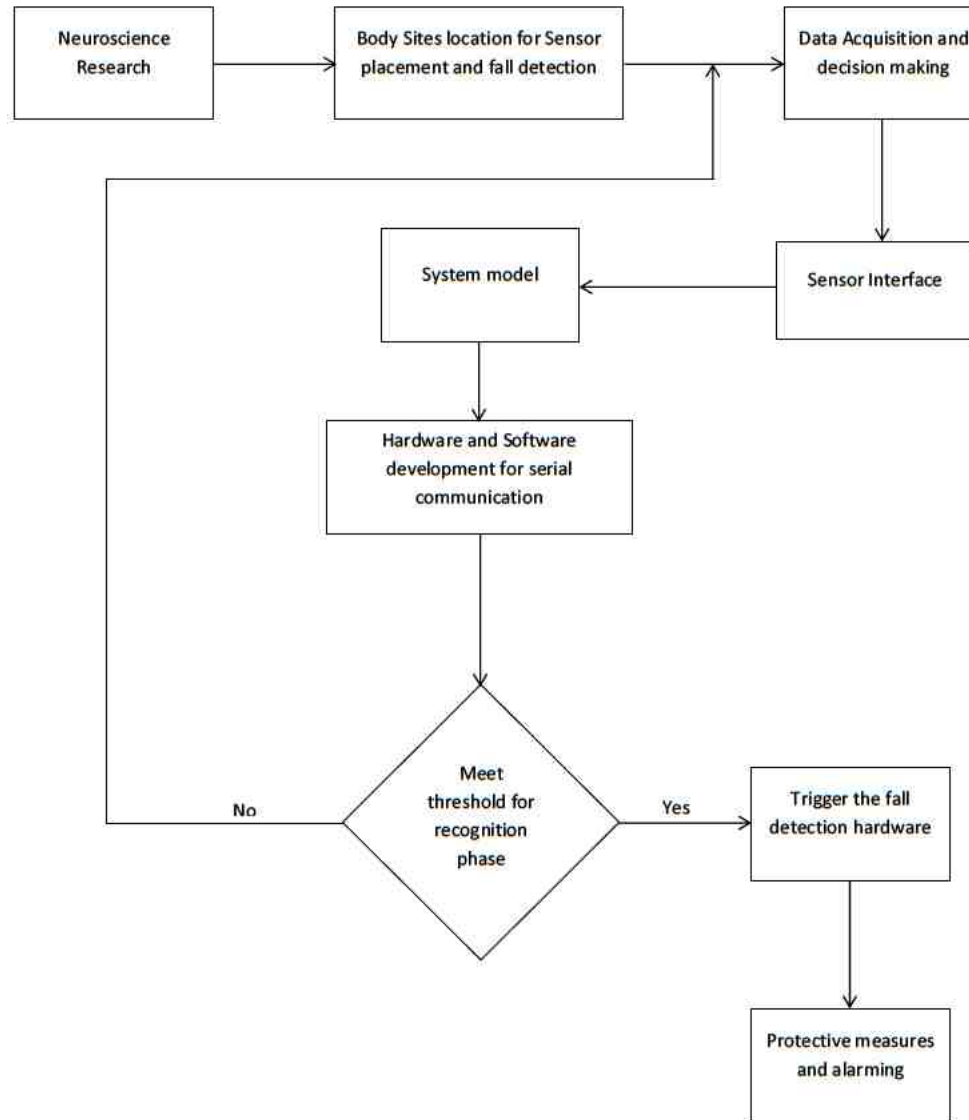 Neuroscience
Research
Body Sites location for Sensor
placement and fall detection
Data Acquisition and
decision making
System model
Sensor Interface
Hardware and Software
development for serial
communication
Meet
threshold for
recognition
phase
No
Yes
Trigger the fall
detection hardware
Protective measures
and alarming